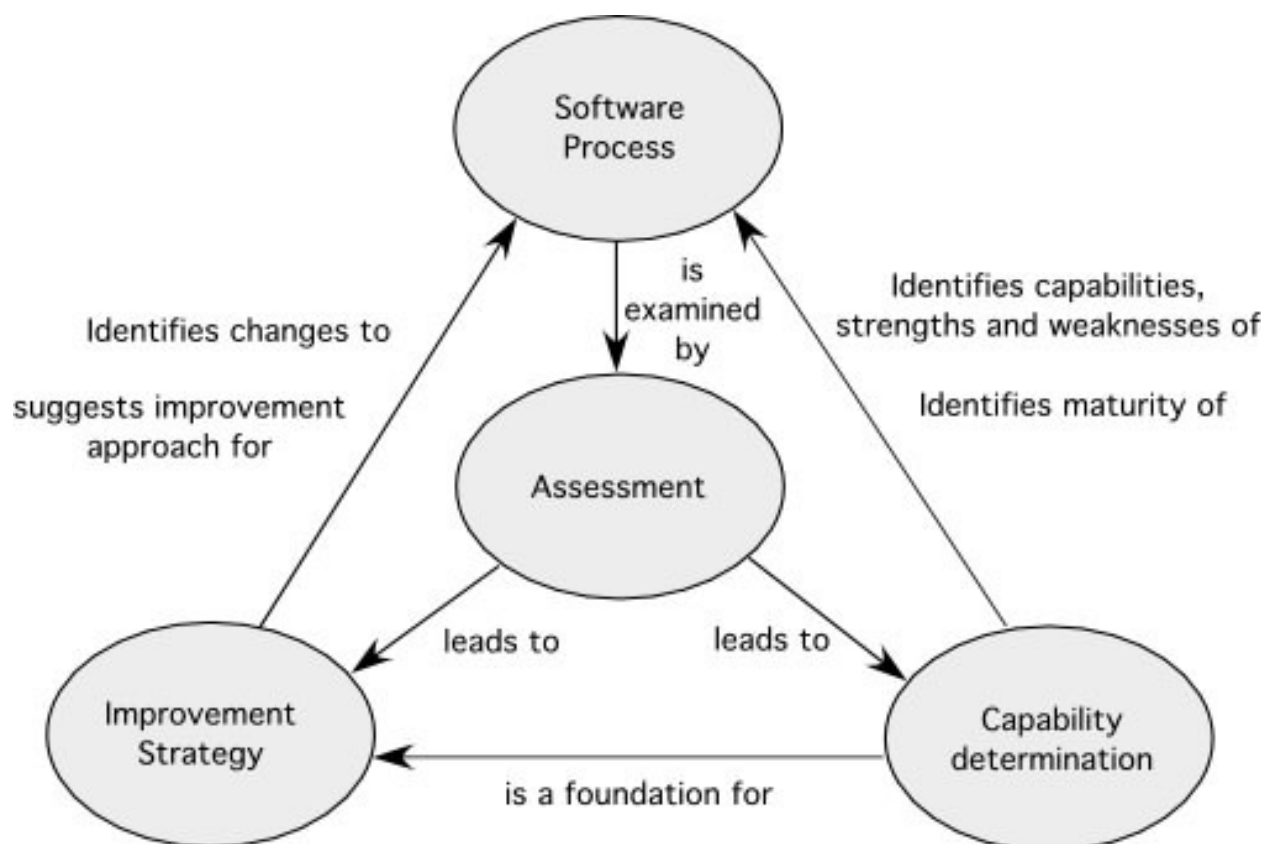 Software
Process
is
examined
by
Identifies changes to
suggests improvement
approach for
Identifies capabilities,
strengths and weaknesses of
Identifies maturity of
Assessment
leads to
leads to
Improvement
Strategy
Capability
determination
is a foundation for